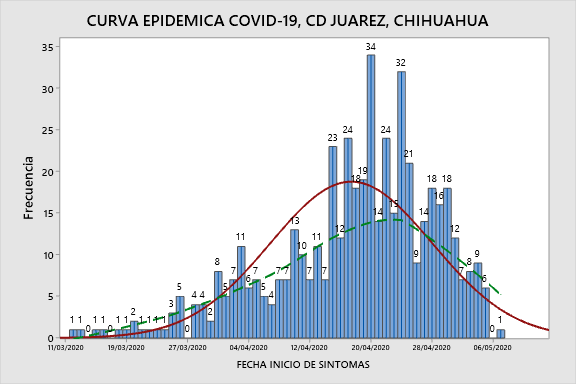 CURVA EPIDEMICA COVID-19, CD JUAREZ, CHIHUAHUA
Frecuencia
35
30
25
20
15
10
5
0
1 1 0 1 1 0 1 1 2 1 1 1 1 3 5 0 4 4 2 8 5 7 11 6 7 5 4 7 7 13 10 7 11 7 23 12 24 18 19 34 14 24 15 32 21 9 14 18 16 18 12 7 8 9 6 0 1
11/03/2020 19/03/2020 27/03/2020 04/04/2020 12/04/2020 20/04/2020 28/04/2020 06/05/2020
FECHA INICIO DE SINTOMAS